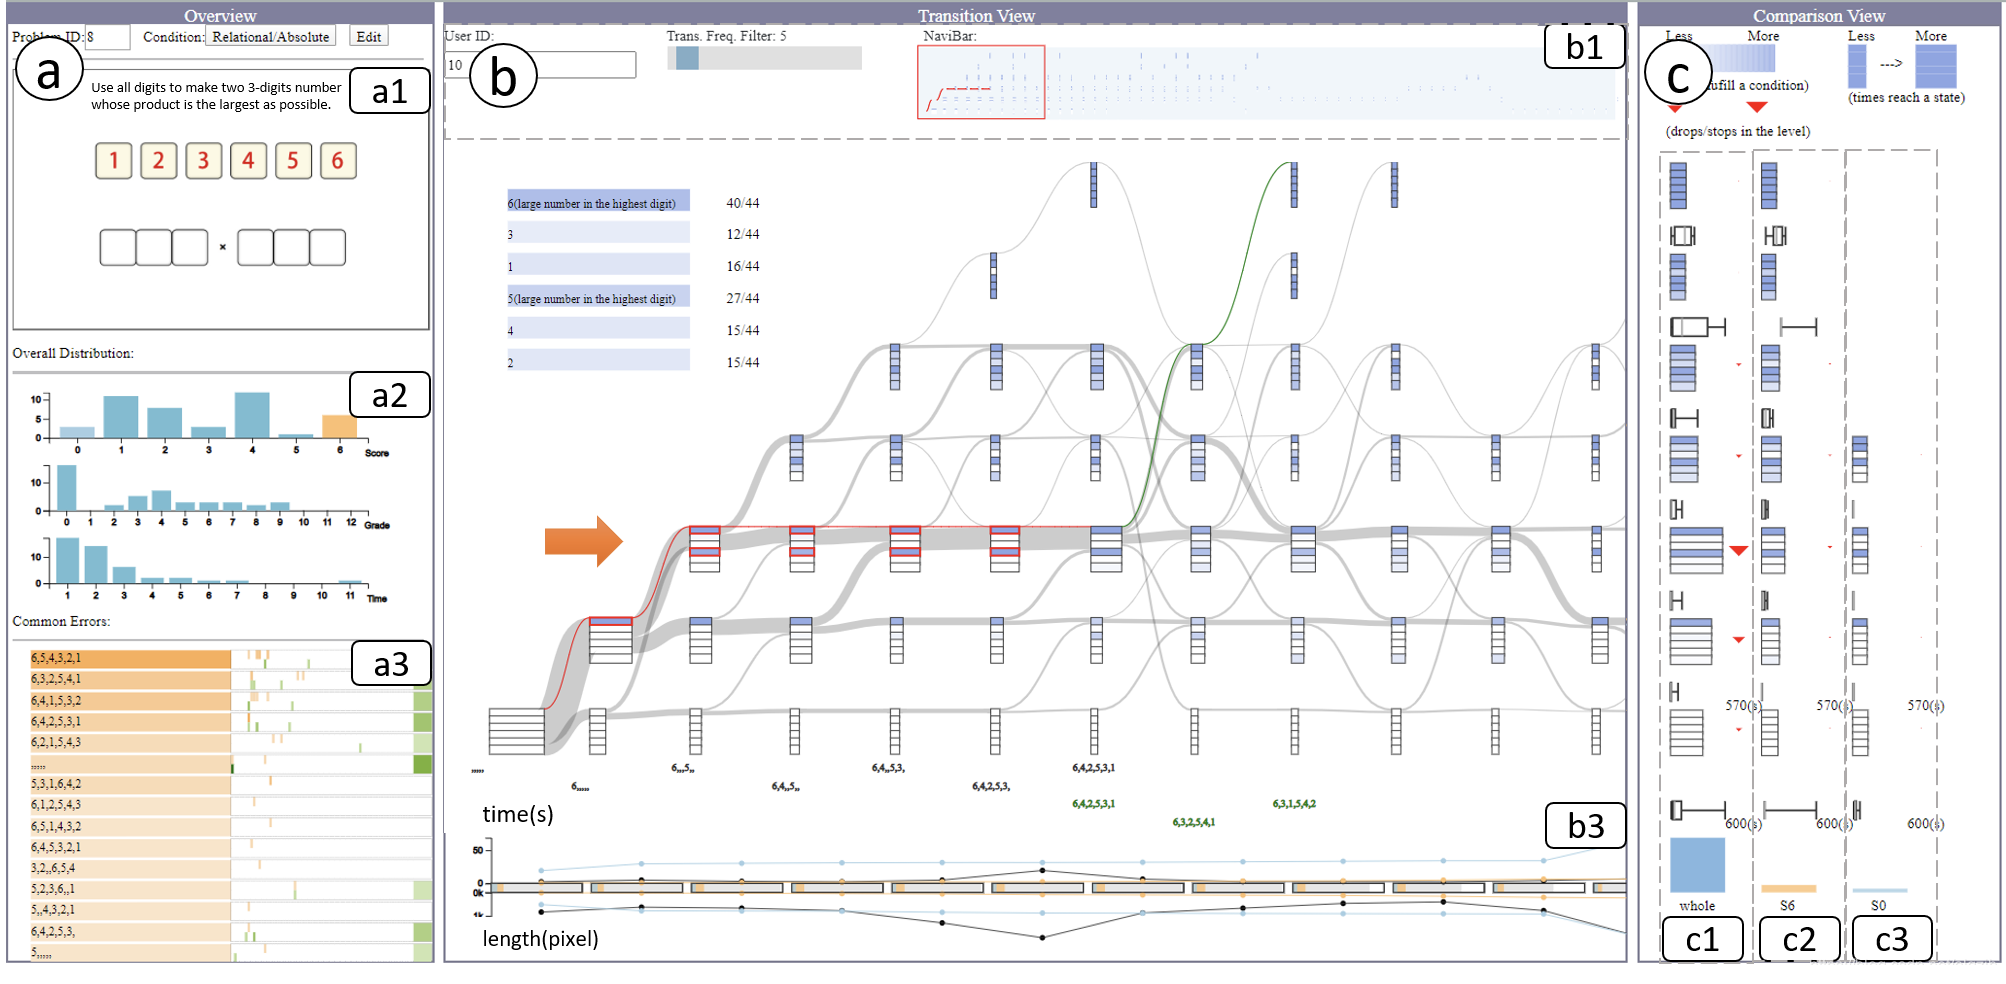 Overview
Problem ID: 8
Condition: Relational/Absolute Edit
a
a1
Use all digits to make two 3-digits number
whose product is the largest as possible.
1 2 3 4 5 6
×
Overall Distribution:
a2
10
5
0
0 1 2 3 4 5 6 Score
10
0
0 1 2 3 4 5 6 7 8 9 10 11 12 Grade
10
0
1 2 3 4 5 6 7 8 9 10 11 Time
Common Errors:
a3
6,5,4,3,2,1
6,3,2,5,4,1
6,4,1,5,3,2
6,4,2,5,3,1
6,2,1,5,4,3
,,,,,
5,3,1,6,4,2
6,1,2,5,4,3
6,5,1,4,3,2
6,4,5,3,2,1
3,2,,6,5,4
5,2,3,6,,1
5,,4,3,2,1
6,4,2,5,3,
5,,,,,
Transition View
User ID:
10
b
Trans. Freq. Filter: 5
NaviBar:
b1
6(large number in the highest digit) 40/44
3 12/44
1 16/44
5(large number in the highest digit) 27/44
4 15/44
2 15/44
,,,,,
6,,,,,
6,,,5,,
6,4,,5,,
6,4,,5,3,
6,4,2,5,3,
6,4,2,5,3,1
6,4,2,5,3,1
6,3,2,5,4,1
6,3,1,5,4,2
time(s)
b3
50
0
0k
1k
length(pixel)
Comparison View
Less More
Less More
c
--->
fufill a condition)
(times reach a state)
(drops/stops in the level)
570(s) 570(s) 570(s)
600(s) 600(s) 600(s)
whole S6 S0
c1 c2 c3